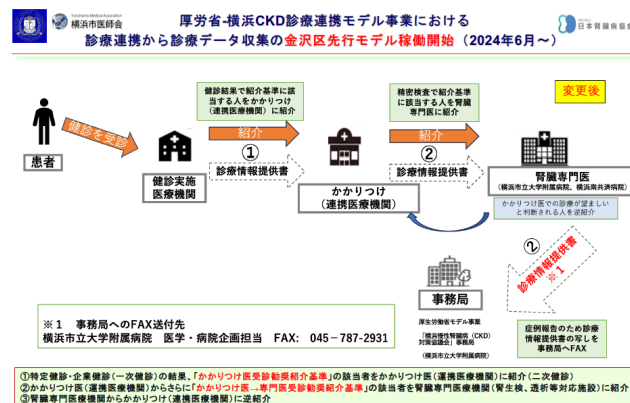 横浜市医師会
厚労省-横浜CKD診療連携モデル事業における
診療連携から診療データ収集の金沢区先行モデル稼働開始（2024年6月～）
日本腎臓病協会
変更後
健診結果で紹介基準に該
当する人をかかりつけ
（連携医療機関）に紹介
精密検査で紹介基準
に該当する人を腎臓
専門医に紹介
健診を受診
紹介
①
診療情報提供書
紹介
②
診療情報提供書
患者
健診実施
医療機関
かかりつけ
（連携医療機関）
腎臓専門医
（横浜市立大学附属病院、横浜南共済病院）
かかりつけ医での診療が望ましい
と判断される人を逆紹介
②
診療情報提供書
※１
事務局
厚生労働省モデル事業
「横浜慢性腎臓病（CKD）
対策協議会」事務局
（横浜市立大学附属病院）
症例報告のため診療
情報提供書の写しを
事務局へFAX
※１　事務局へのFAX送付先
横浜市立大学附属病院　医学・病院企画担当　FAX:　045－787-2931
①特定健診・企業健診（一次健診）の結果、「かかりつけ医受診勧奨紹介基準」の該当者をかかりつけ医（連携医療機関）に紹介（二次健診）
②かかりつけ医（連携医療機関）からさらに「かかりつけ医→専門医受診勧奨紹介基準」の該当者を腎臓専門医機関（腎生検、透析等対応施設）に紹介
③腎臓専門医機関からかかりつけ（連携医療機関）に逆紹介